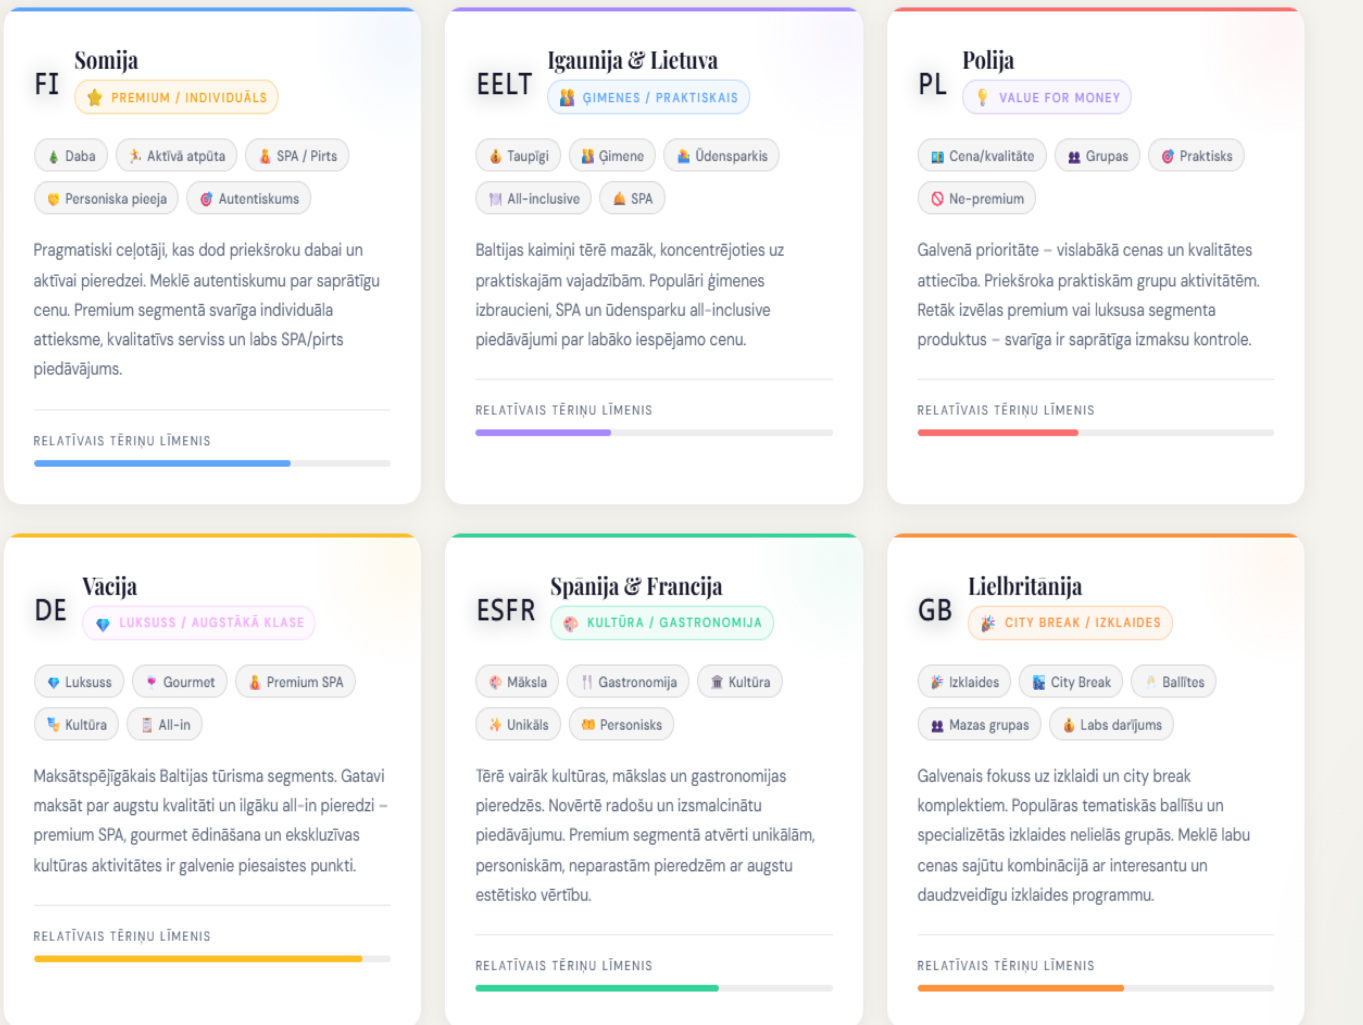 FI
Somija
PREMIUM / INDIVIDUĀLS
Daba
Aktīvā atpūta
SPA / Pirts
Personiska pieeja
Autentiskums
Pragmatiski ceļotāji, kas dod priekšroku dabai un
aktīvai pieredzei. Meklē autentiskumu par saprātīgu
cenu. Premium segmentā svarīga individuāla
attieksme, kvalitatīvs serviss un labs SPA/pirts
piedāvājums.
RELATĪVAIS TĒRIŅU LĪMENIS
EELT
Igaunija & Lietuva
ĢIMENES / PRAKTISKAIS
Taupīgi
Ģimene
Ūdensparkis
All-inclusive
SPA
Baltijas kaimiņi tērē mazāk, koncentrējoties uz
praktiskajām vajadzībām. Populāri ģimenes
izbraucieni, SPA un ūdensparku all-inclusive
piedāvājumi par labāko iespējamo cenu.
RELATĪVAIS TĒRIŅU LĪMENIS
PL
Polija
VALUE FOR MONEY
Cena/kvalitāte
Grupas
Praktisks
Ne-premium
Galvenā prioritāte – vislabākā cenas un kvalitātes
attiecība. Priekšroka praktiskām grupu aktivitātēm.
Retāk izvēlas premium vai luksusa segmenta
produktus – svarīga ir saprātīga izmaksu kontrole.
RELATĪVAIS TĒRIŅU LĪMENIS
DE
Vācija
LUKSUSS / AUGSTĀKĀ KLASE
Luksuss
Gourmet
Premium SPA
Kultūra
All-in
Maksātspējīgākais Baltijas tūrisma segments. Gatavi
maksāt par augstu kvalitāti un ilgāku all-in pieredzi –
premium SPA, gourmet ēdināšana un ekskluzīvas
kultūras aktivitātes ir galvenie piesaistes punkti.
RELATĪVAIS TĒRIŅU LĪMENIS
ESFR
Spānija & Francija
KULTŪRA / GASTRONOMIJA
Māksla
Gastronomija
Kultūra
Unikāls
Personisks
Tērē vairāk kultūras, mākslas un gastronomijas
pieredzēs. Novērtē radošu un izsmalcinātu
piedāvājumu. Premium segmentā atvērti unikālām,
personiskām, neparastām pieredzēm ar augstu
estētisko vērtību.
RELATĪVAIS TĒRIŅU LĪMENIS
GB
Lielbritānija
CITY BREAK / IZKLAIDES
Izklaides
City Break
Ballītes
Mazas grupas
Labs darījums
Galvenais fokuss uz izklaidi un city break
komplektiem. Populāras tematiskās ballīšu un
specializētās izklaides nelielās grupās. Meklē labu
cenas sajūtu kombinācijā ar interesantu un
daudzveidīgu izklaides programmu.
RELATĪVAIS TĒRIŅU LĪMENIS